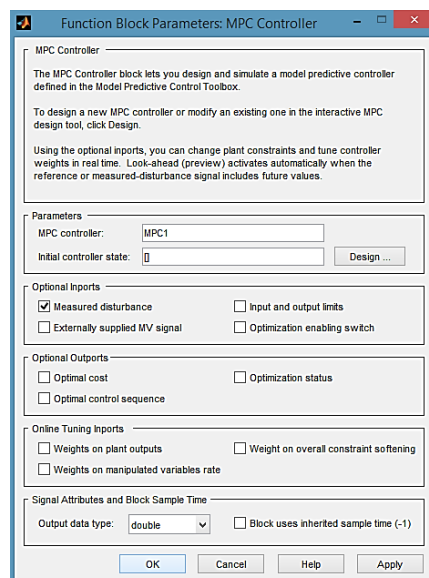 Function Block Parameters: MPC Controller
MPC Controller
The MPC Controller block lets you design and simulate a model predictive controller
defined in the Model Predictive Control Toolbox.
To design a new MPC controller or modify an existing one in the interactive MPC
design tool, click Design.
Using the optional inports, you can change plant constraints and tune controller
weights in real time. Look-ahead (preview) activates automatically when the
reference or measured-disturbance signal includes future values.
Parameters
MPC controller: MPC1
Initial controller state: [] Design ...
Optional Inports
Measured disturbance Input and output limits
Externally supplied MV signal Optimization enabling switch
Optional Outports
Optimal cost Optimization status
Optimal control sequence
Online Tuning Inports
Weights on plant outputs Weight on overall constraint softening
Weights on manipulated variables rate
Signal Attributes and Block Sample Time
Output data type: double Block uses inherited sample time (-1)
OK Cancel Help Apply